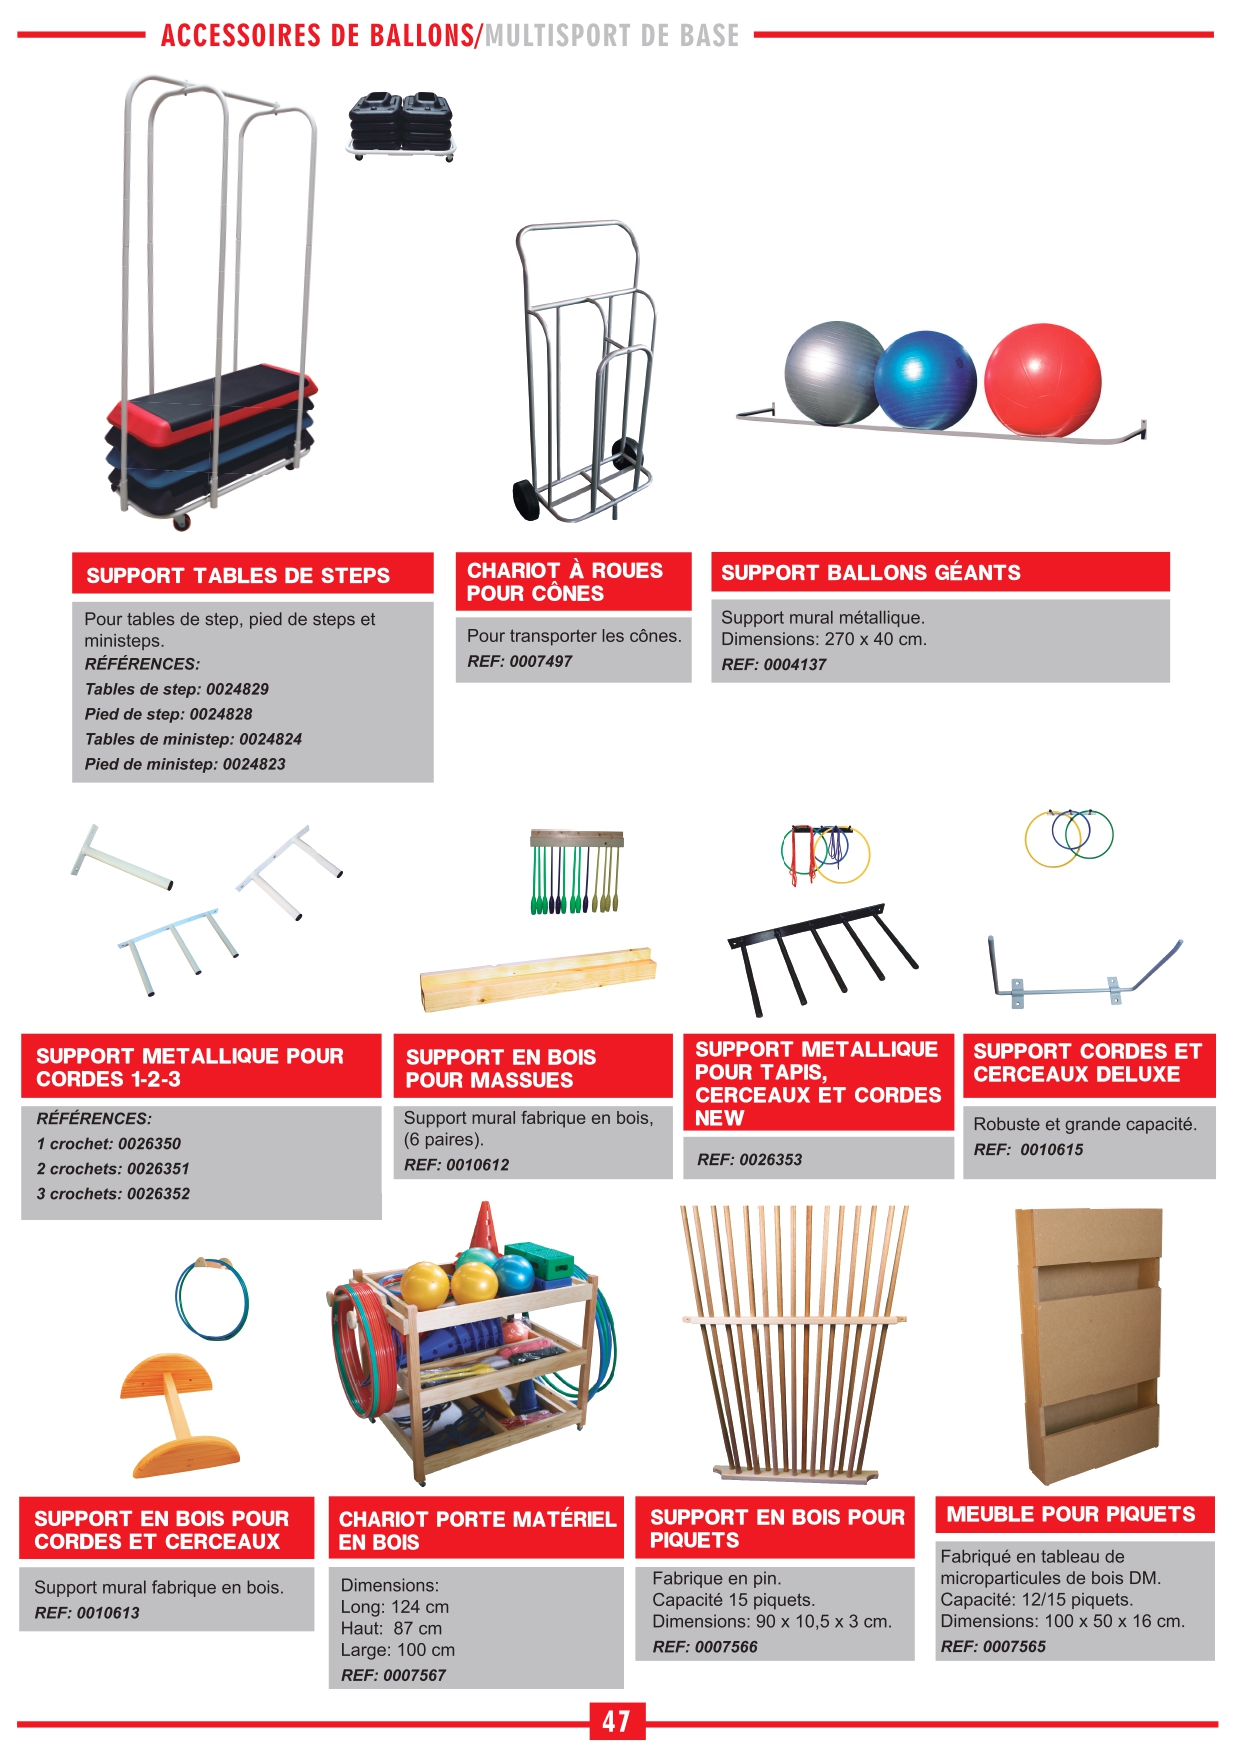 ACCESSOIRES DE BALLONS/MULTISPORT DE BASE
SUPPORT TABLES DE STEPS
Pour tables de step, pied de steps et
ministeps.
RÉFÉRENCES:
Tables de step: 0024829
Pied de step: 0024828
Tables de ministep: 0024824
Pied de ministep: 0024823
CHARIOT À ROUES
POUR CÔNES
Pour transporter les cônes.
REF: 0007497
SUPPORT BALLONS GÉANTS
Support mural métallique.
Dimensions: 270 x 40 cm.
REF: 0004137
SUPPORT METALLIQUE POUR
CORDES 1-2-3
RÉFÉRENCES:
1 crochet: 0026350
2 crochets: 0026351
3 crochets: 0026352
SUPPORT EN BOIS
POUR MASSUES
Support mural fabrique en bois,
(6 paires).
REF: 0010612
SUPPORT METALLIQUE
POUR TAPIS,
CERCEAUX ET CORDES
NEW
REF: 0026353
SUPPORT CORDES ET
CERCEAUX DELUXE
Robuste et grande capacité.
REF:  0010615
SUPPORT EN BOIS POUR
CORDES ET CERCEAUX
Support mural fabrique en bois.
REF: 0010613
CHARIOT PORTE MATÉRIEL
EN BOIS
Dimensions:
Long: 124 cm
Haut:  87 cm
Large: 100 cm
REF: 0007567
SUPPORT EN BOIS POUR
PIQUETS
Fabrique en pin.
Capacité 15 piquets.
Dimensions: 90 x 10,5 x 3 cm.
REF: 0007566
MEUBLE POUR PIQUETS
Fabriqué en tableau de
microparticules de bois DM.
Capacité: 12/15 piquets.
Dimensions: 100 x 50 x 16 cm.
REF: 0007565
47